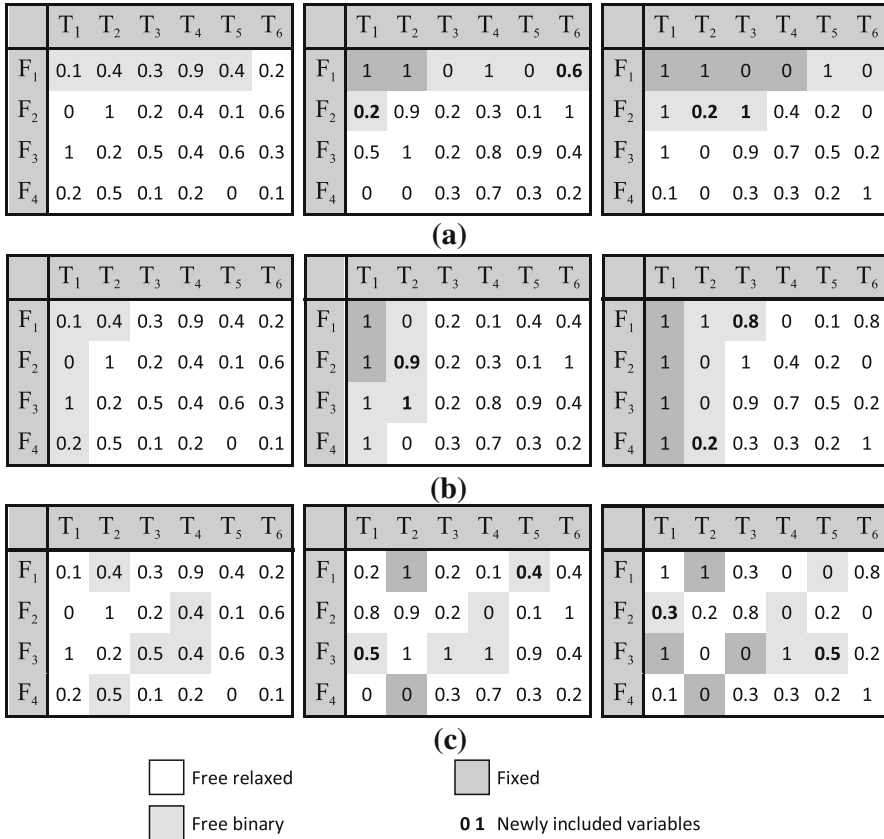 T1 T2 T3 T4 T5 T6 T1 T2 T3 T4 T5 T6 T1 T2 T3 T4 T5 T6
F1 0.1 0.4 0.3 0.9 0.4 0.2 F1 1 1 0 1 0 0.6 F1 1 1 0 0 1 0
F2 0 1 0.2 0.4 0.1 0.6 F2 0.2 0.9 0.2 0.3 0.1 1 F2 1 0.2 1 0.4 0.2 0
F3 1 0.2 0.5 0.4 0.6 0.3 F3 0.5 1 0.2 0.8 0.9 0.4 F3 1 0 0.9 0.7 0.5 0.2
F4 0.2 0.5 0.1 0.2 0 0.1 F4 0 0 0.3 0.7 0.3 0.2 F4 0.1 0 0.3 0.3 0.2 1
(a)
T1 T2 T3 T4 T5 T6 T1 T2 T3 T4 T5 T6 T1 T2 T3 T4 T5 T6
F1 0.1 0.4 0.3 0.9 0.4 0.2 F1 1 0 0.2 0.1 0.4 0.4 F1 1 1 0.8 0 0.1 0.8
F2 0 1 0.2 0.4 0.1 0.6 F2 1 0.9 0.2 0.3 0.1 1 F2 1 0 1 0.4 0.2 0
F3 1 0.2 0.5 0.4 0.6 0.3 F3 1 1 0.2 0.8 0.9 0.4 F3 1 0 0.9 0.7 0.5 0.2
F4 0.2 0.5 0.1 0.2 0 0.1 F4 1 0 0.3 0.7 0.3 0.2 F4 1 0.2 0.3 0.3 0.2 1
(b)
T1 T2 T3 T4 T5 T6 T1 T2 T3 T4 T5 T6 T1 T2 T3 T4 T5 T6
F1 0.1 0.4 0.3 0.9 0.4 0.2 F1 0.2 1 0.2 0.1 0.4 0.4 F1 1 1 0.3 0 0 0.8
F2 0 1 0.2 0.4 0.1 0.6 F2 0.8 0.9 0.2 0 0.1 1 F2 0.3 0.2 0.8 0 0.2 0
F3 1 0.2 0.5 0.4 0.6 0.3 F3 0.5 1 1 1 0.9 0.4 F3 1 0 0 1 0.5 0.2
F4 0.2 0.5 0.1 0.2 0 0.1 F4 0 0 0.3 0.7 0.3 0.2 F4 0.1 0 0.3 0.3 0.2 1
(c)
Free relaxed Fixed
Free binary 0 1 Newly included variables